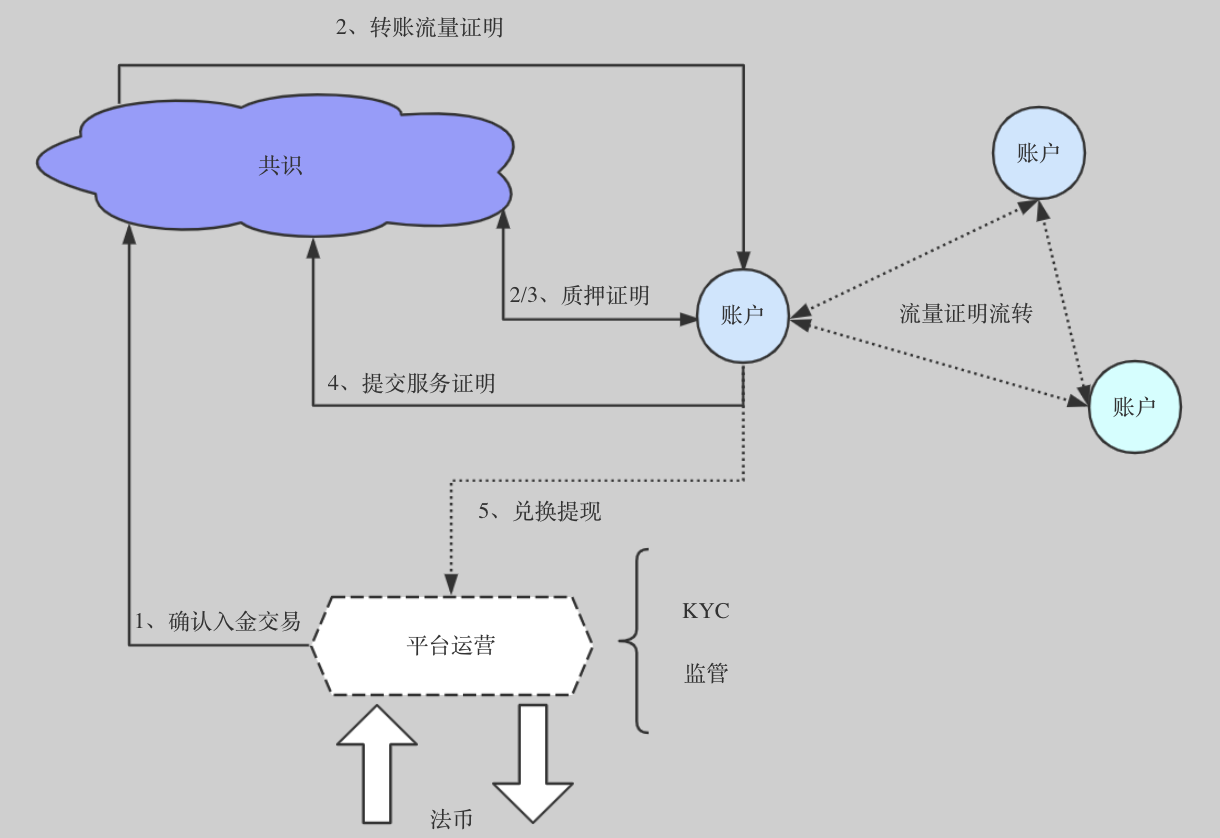 2、转账流量证明
共识
账户
2/3、质押证明
账户
流量证明流转
4、提交服务证明
账户
5、兑换提现
1、确认入金交易
平台运营
KYC
监管
法币